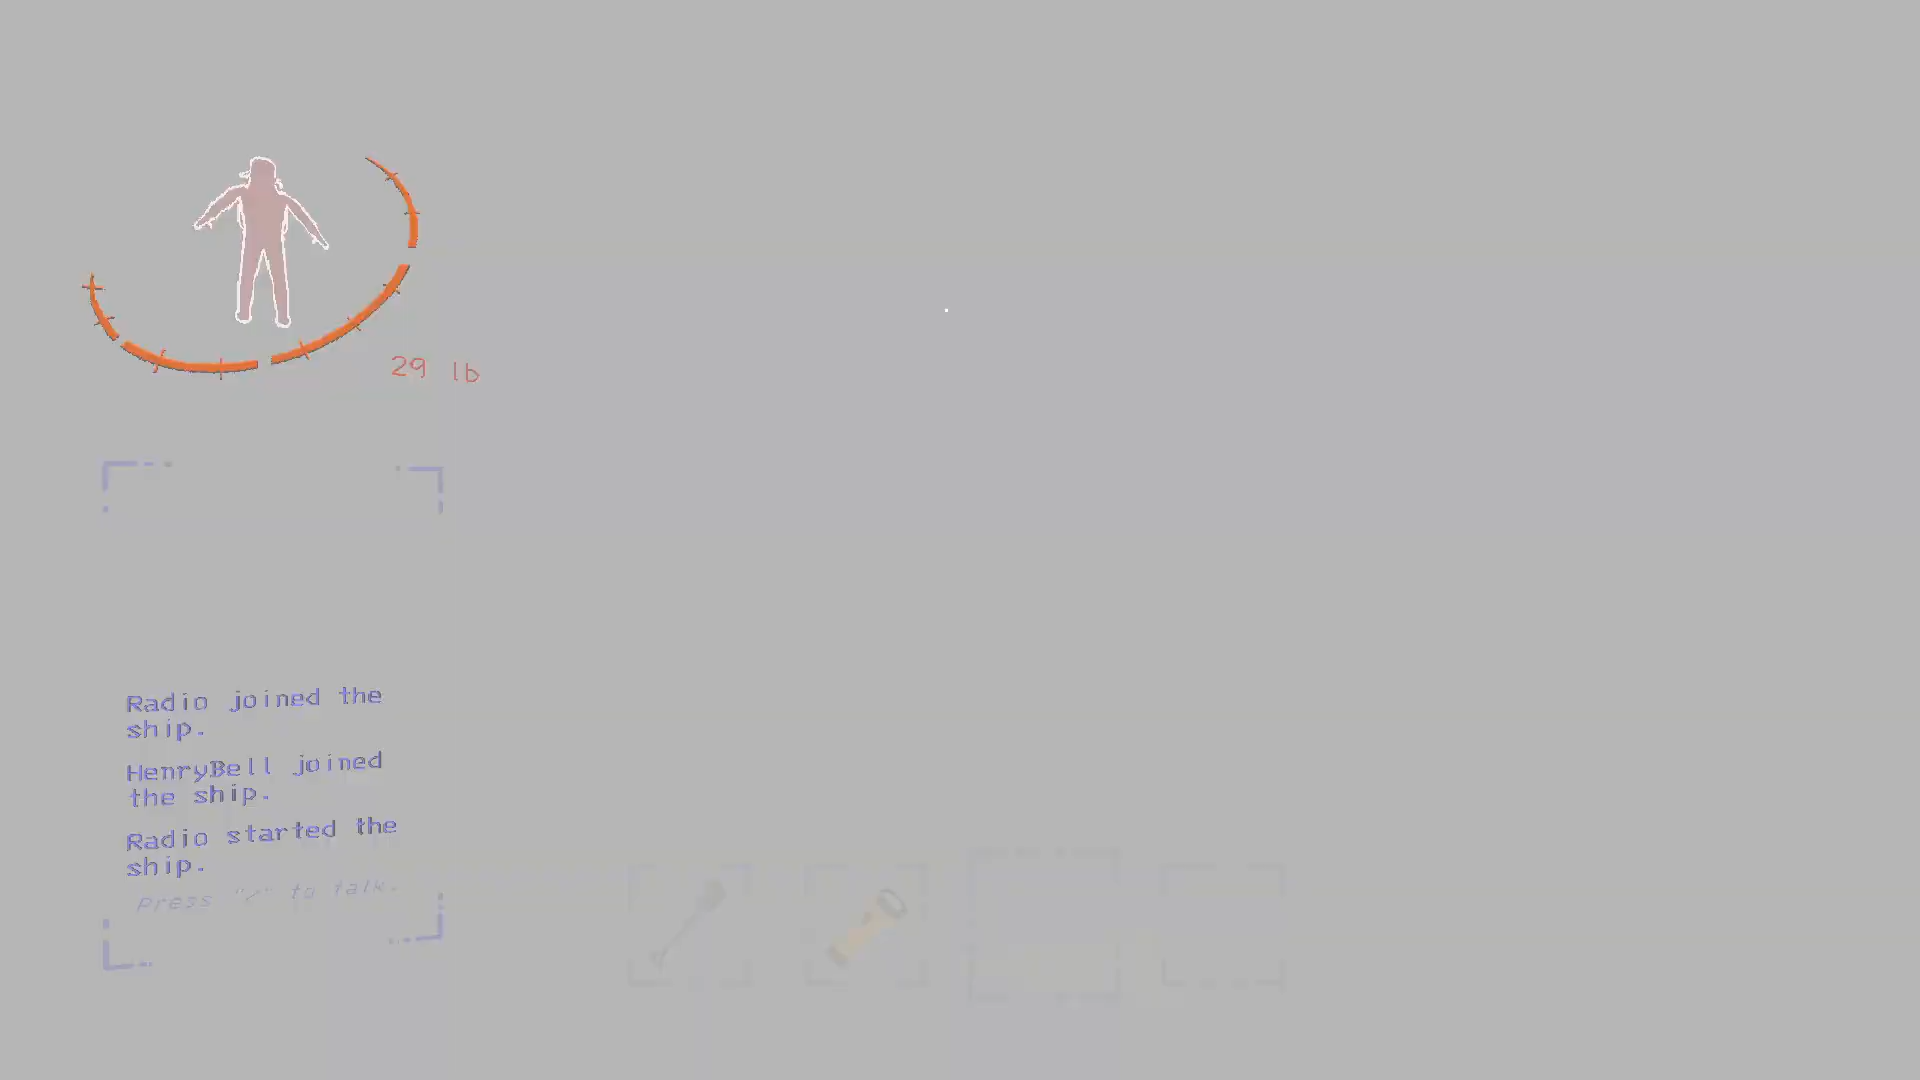 29 lb
Radio joined the
ship.
HenryBell joined
the ship.
Radio started the
ship.
Press "/" to talk.